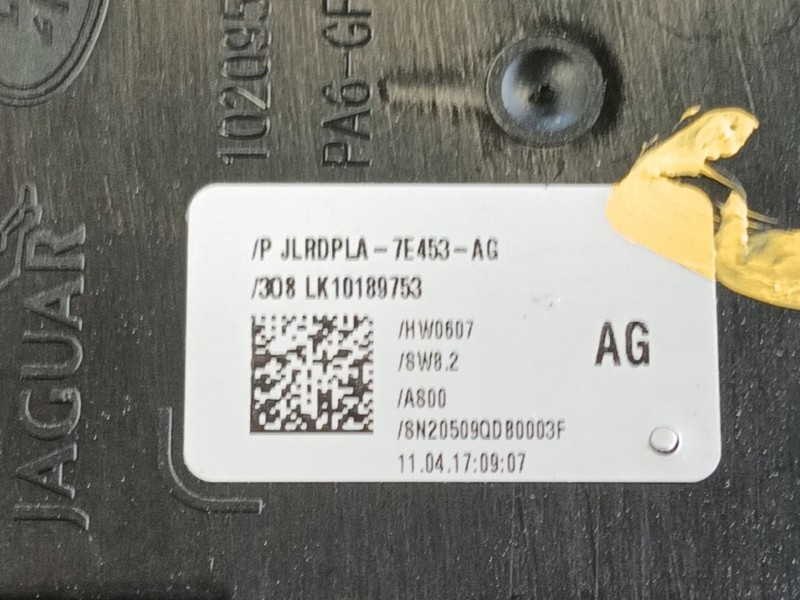 102095
PA6-GF
JAGUAR
/P JLRDPLA-7E453-AG
/308 LK10189753
/HW0607
/SW8.2
/A800
/SN20509QDB0003F
11.04.17:09:07
AG